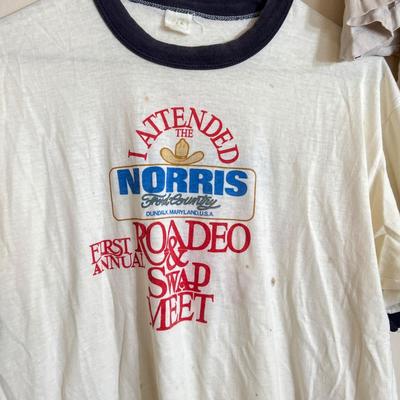 I ATTENDED
THE
NORRIS
Ford Country
DUNDALK, MARYLAND, U.S.A.
FIRST
ANNUAL
ROADEO
&
SWAP
MEET